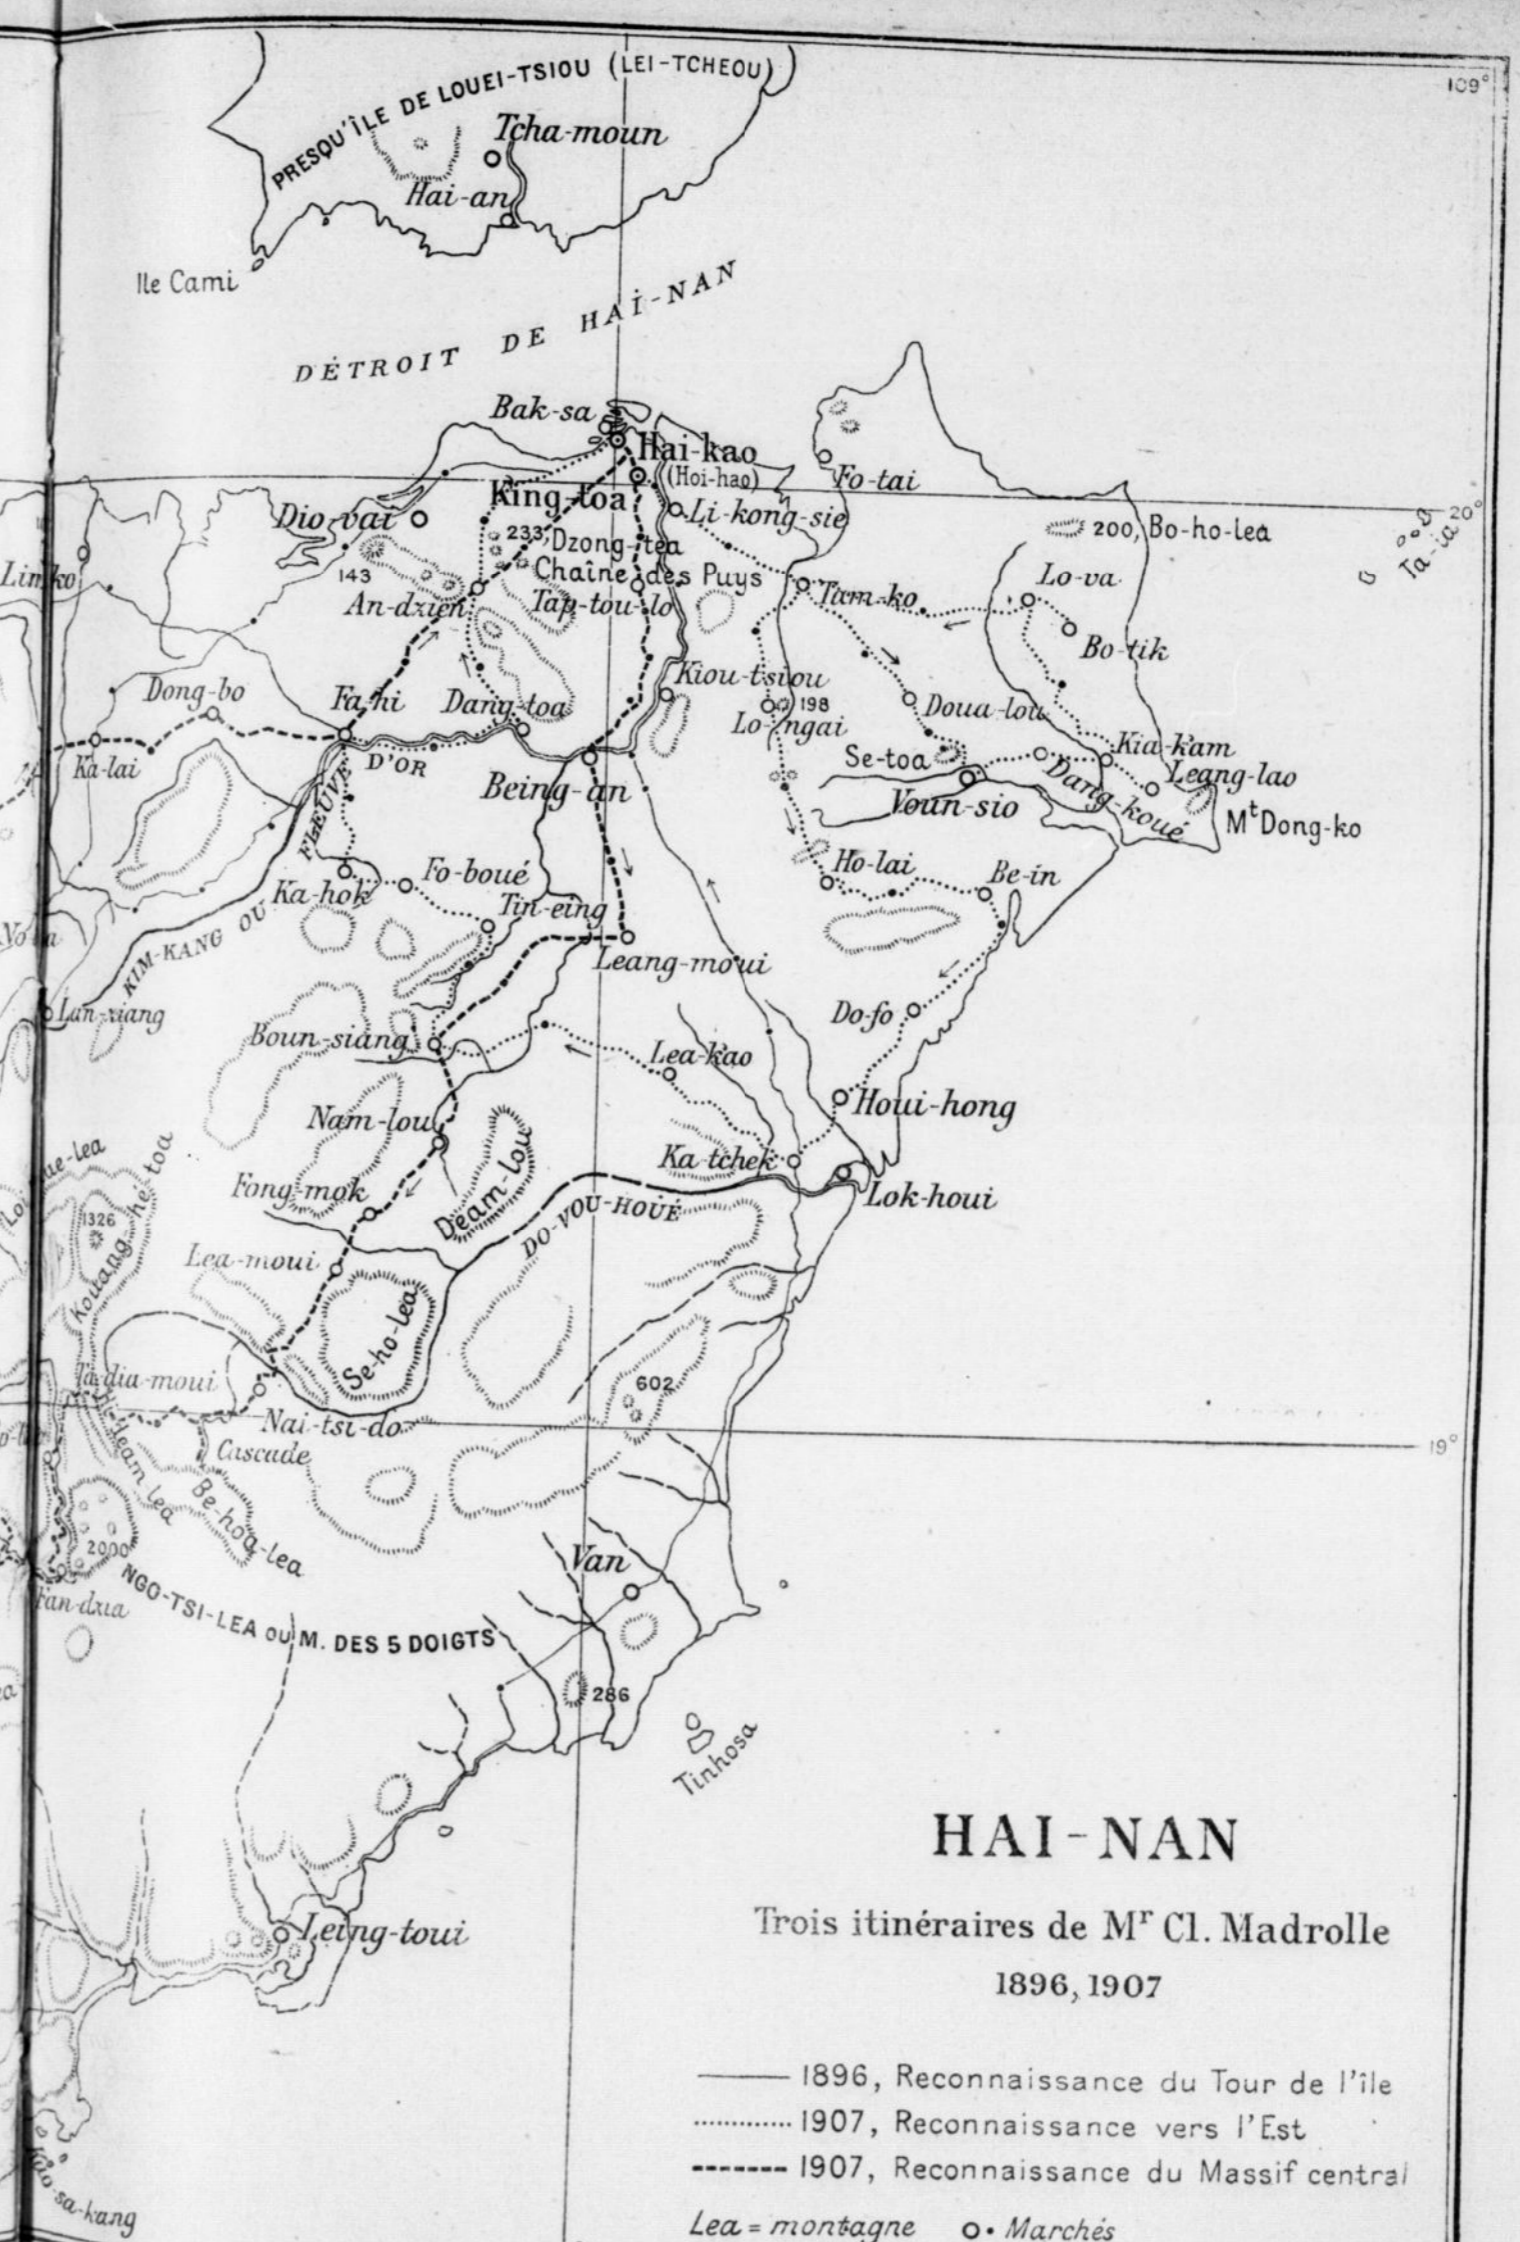 109°
PRESQU'ÎLE DE LOUEI-TSIOU (LEI-TCHEOU)
Tcha-moun
Hai-an
Ile Cami
DÉTROIT DE HAÏ-NAN
Bak-sa
Hai-kao
(Hoi-hao)
Fo-tai
King-toa
Li-kong-sie
Dio-vai
20°
233, Dzong-tea
200, Bo-ho-lea
Ta-ia
143
Chaîne des Puys
Lo-va
An-dzien
Tap-tou-lo
Tam-ko
Bo-tik
Kiou-tsiou
Dong-bo
Fa-hi
Dang-toa
198
Lo-ngai
Doua-lou
Kia-k'am
Se-toa
Ka-lai
Leang-lao
Being-an
Voun-sio
Dang-koué
Mt Dong-ko
KIM-KANG OU FLEUVE D'OR
Ho-lai
Be-in
Ka-hok
Fo-boué
Tin-eing
Leang-moui
Lan-xiang
Do-fo
Boun-siang
Lea-k'ao
Houi-hong
Nam-lou
Ka-tchek
Fong-mok
Deam-lou
Lok-houi
DO-VOU-HOUÉ
1326
Kouang-hé-toa
Lea-moui
Se-ho-lea
Ta-dia-moui
602
Nai-tsi-do
19°
Cascade
Be-hoa-lea
2000
Van
NGO-TSI-LEA OU M. DES 5 DOIGTS
286
Tinhosa
Leing-toui
HAI-NAN
Trois itinéraires de Mr Cl. Madrolle
1896, 1907
1896, Reconnaissance du Tour de l'île
1907, Reconnaissance vers l'Est
1907, Reconnaissance du Massif central
Lea = montagne Marchés